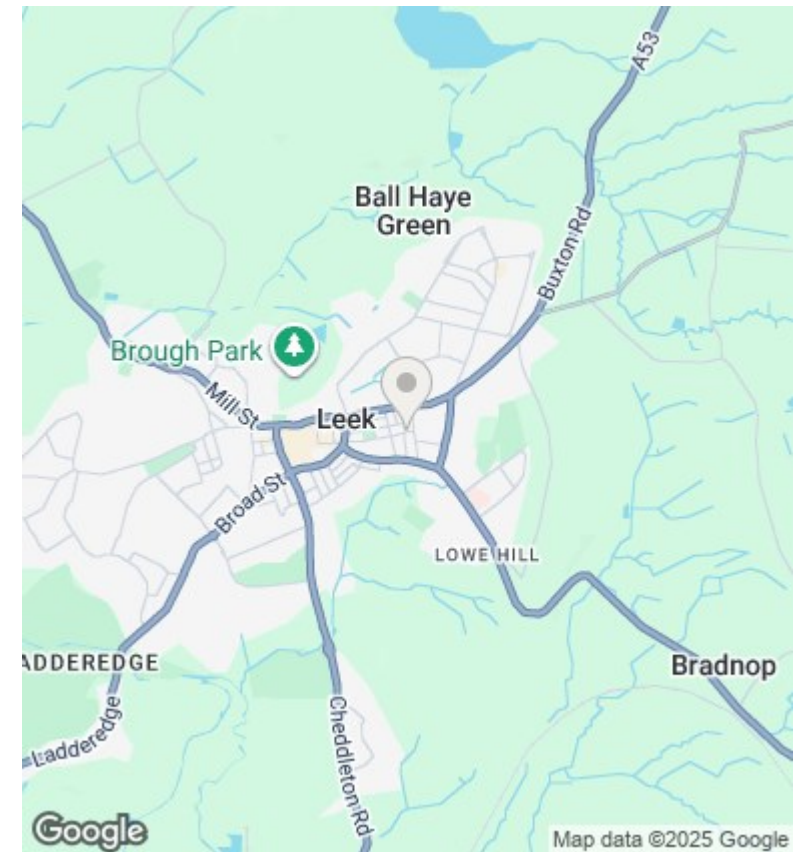 A53
Ball Haye
Green
Buxton Rd
Brough Park
Mill St
Leek
Broad St
LOWE HILL
ADDEREDGE
Bradnop
Ladderedge
Cheddleton Rd
Google
Map data ©2025 Google